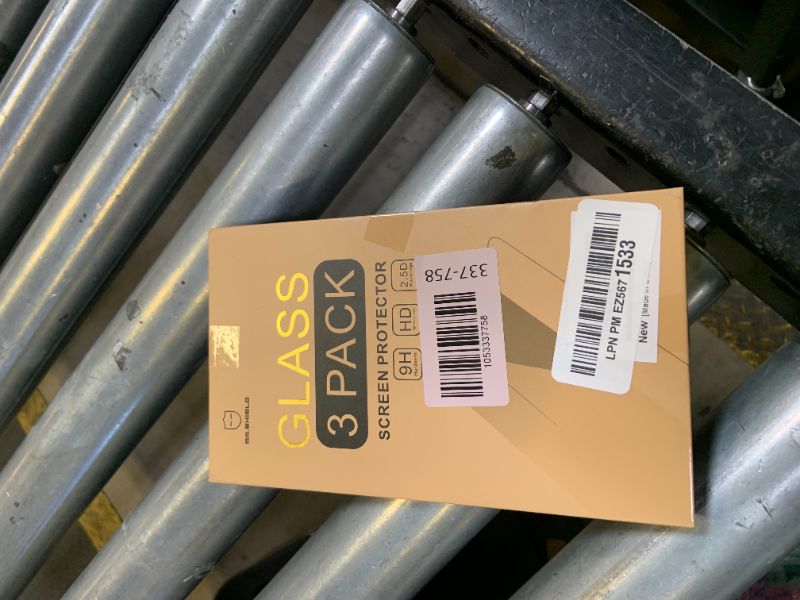 MR.SHIELD
GLASS
3 PACK
SCREEN PROTECTOR
9H
HD
2.5D
337-758
1053337758
LPN PM EZ567 1533
New